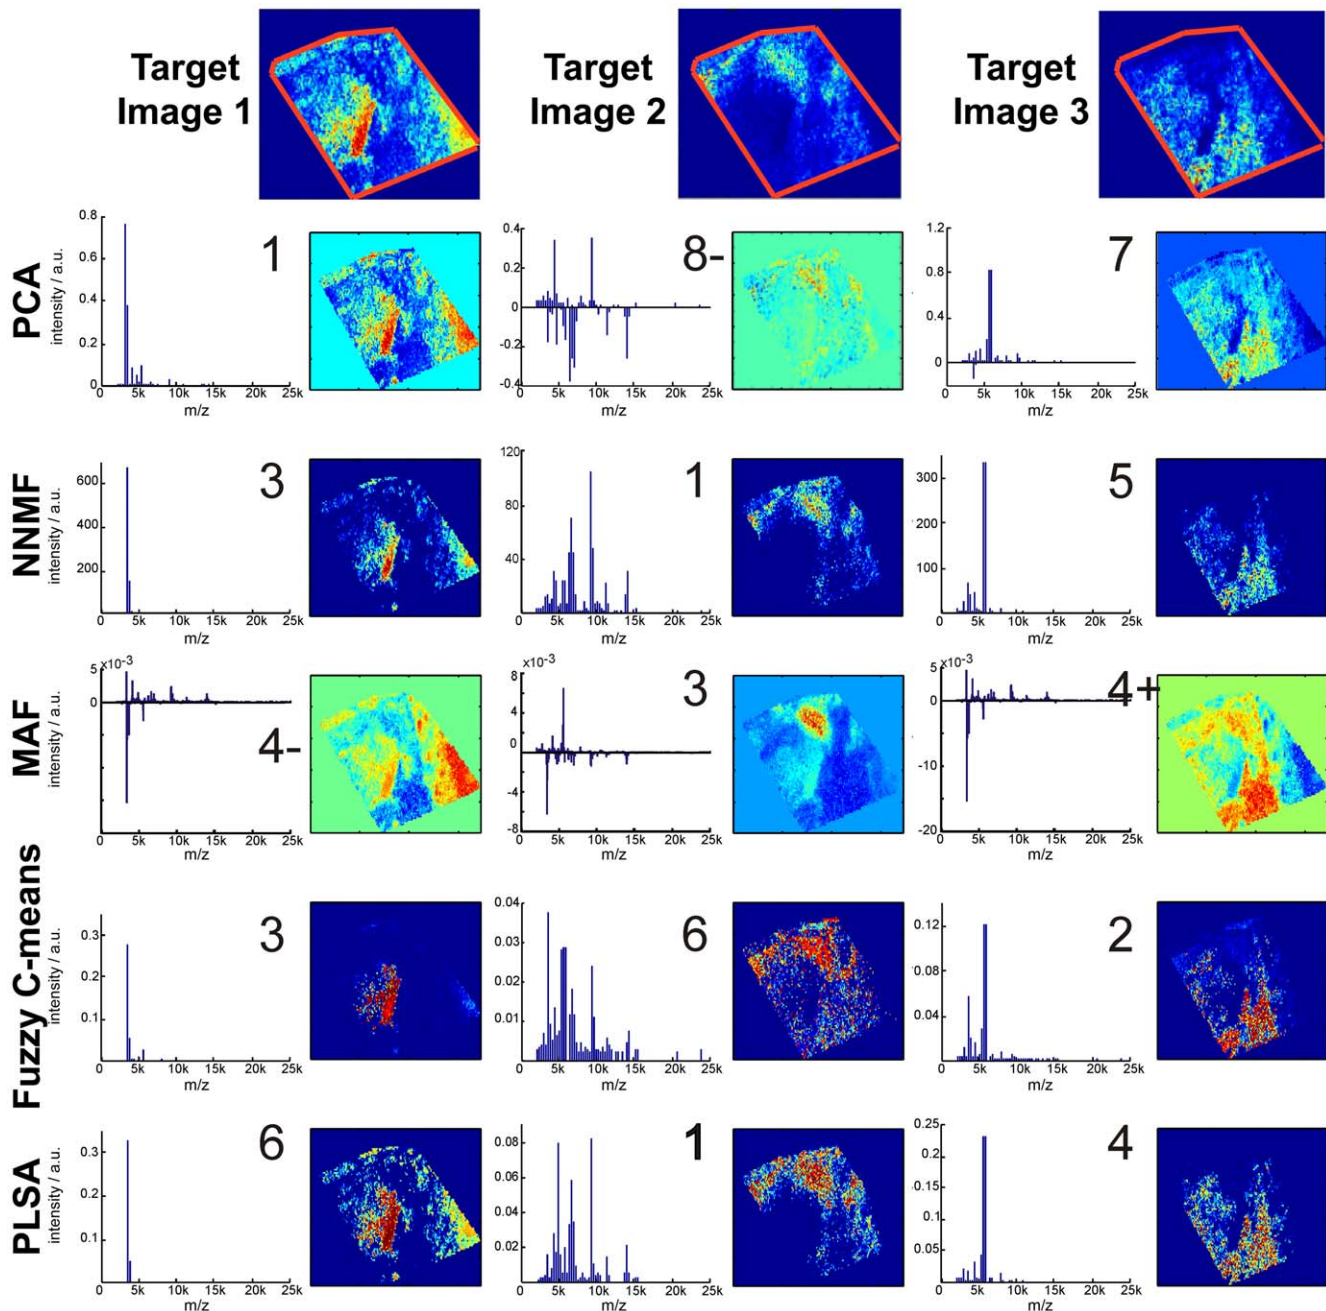 Target
Image 1
Target
Image 2
Target
Image 3
PCA
intensity / a.u.
0.8
0.6
0.4
0.2
0
0 5k 10k 15k 20k 25k
m/z
1
0.4
0.2
0
-0.2
-0.4
0 5k 10k 15k 20k 25k
m/z
8-
1.2
0.8
0.4
0
0 5k 10k 15k 20k 25k
m/z
7
NNMF
intensity / a.u.
600
400
200
0 5k 10k 15k 20k 25k
m/z
3
120
80
40
0
0 5k 10k 15k 20k 25k
m/z
1
300
200
100
0 5k 10k 15k 20k 25k
m/z
5
MAF
x10-3
5
0
0 5k 10k 15k 20k 25k
m/z
4-
x10-3
8
4
0
-4
-8
0 5k 10k 15k 20k 25k
m/z
3
x10-3
5
0
-5
-10
-15
-20
0 5k 10k 15k 20k 25k
m/z
4+
Fuzzy C-means
intensity / a.u.
0.3
0.2
0.1
0 5k 10k 15k 20k 25k
m/z
3
0.04
0.03
0.02
0.01
0 5k 10k 15k 20k 25k
m/z
6
0.12
0.08
0.04
0 5k 10k 15k 20k 25k
m/z
2
PLSA
intensity / a.u.
0.3
0.2
0.1
0 5k 10k 15k 20k 25k
m/z
6
0.08
0.06
0.04
0.02
0 5k 10k 15k 20k 25k
m/z
1
0.25
0.2
0.15
0.1
0.05
0 5k 10k 15k 20k 25k
m/z
4